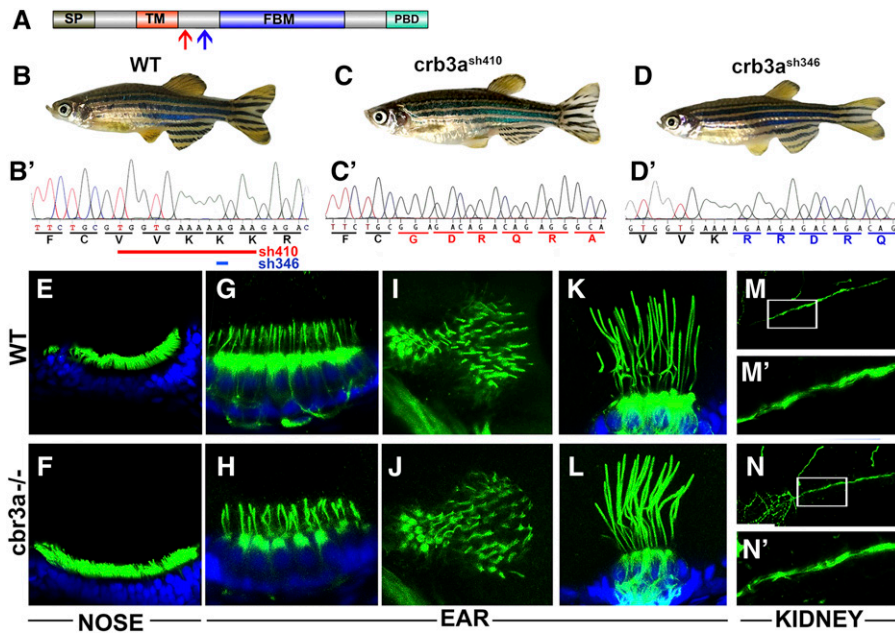 A
SP TM FBM PBD
B WT C crb3a^sh410 D crb3a^sh346
B' C' D'
T T C T G C G T G G T G A A A A A G A A G A G A C
T T C T G C G G A G A C A G A C A G A G G G C A
G T G G T G A A A A G A A G A G A C A G A C A G
F C V V K K K R
F C G D R Q R A
V V K R R D R Q
sh410
sh346
WT E G I K M
M'
cbr3a-/- F H J L N
N'
NOSE EAR KIDNEY